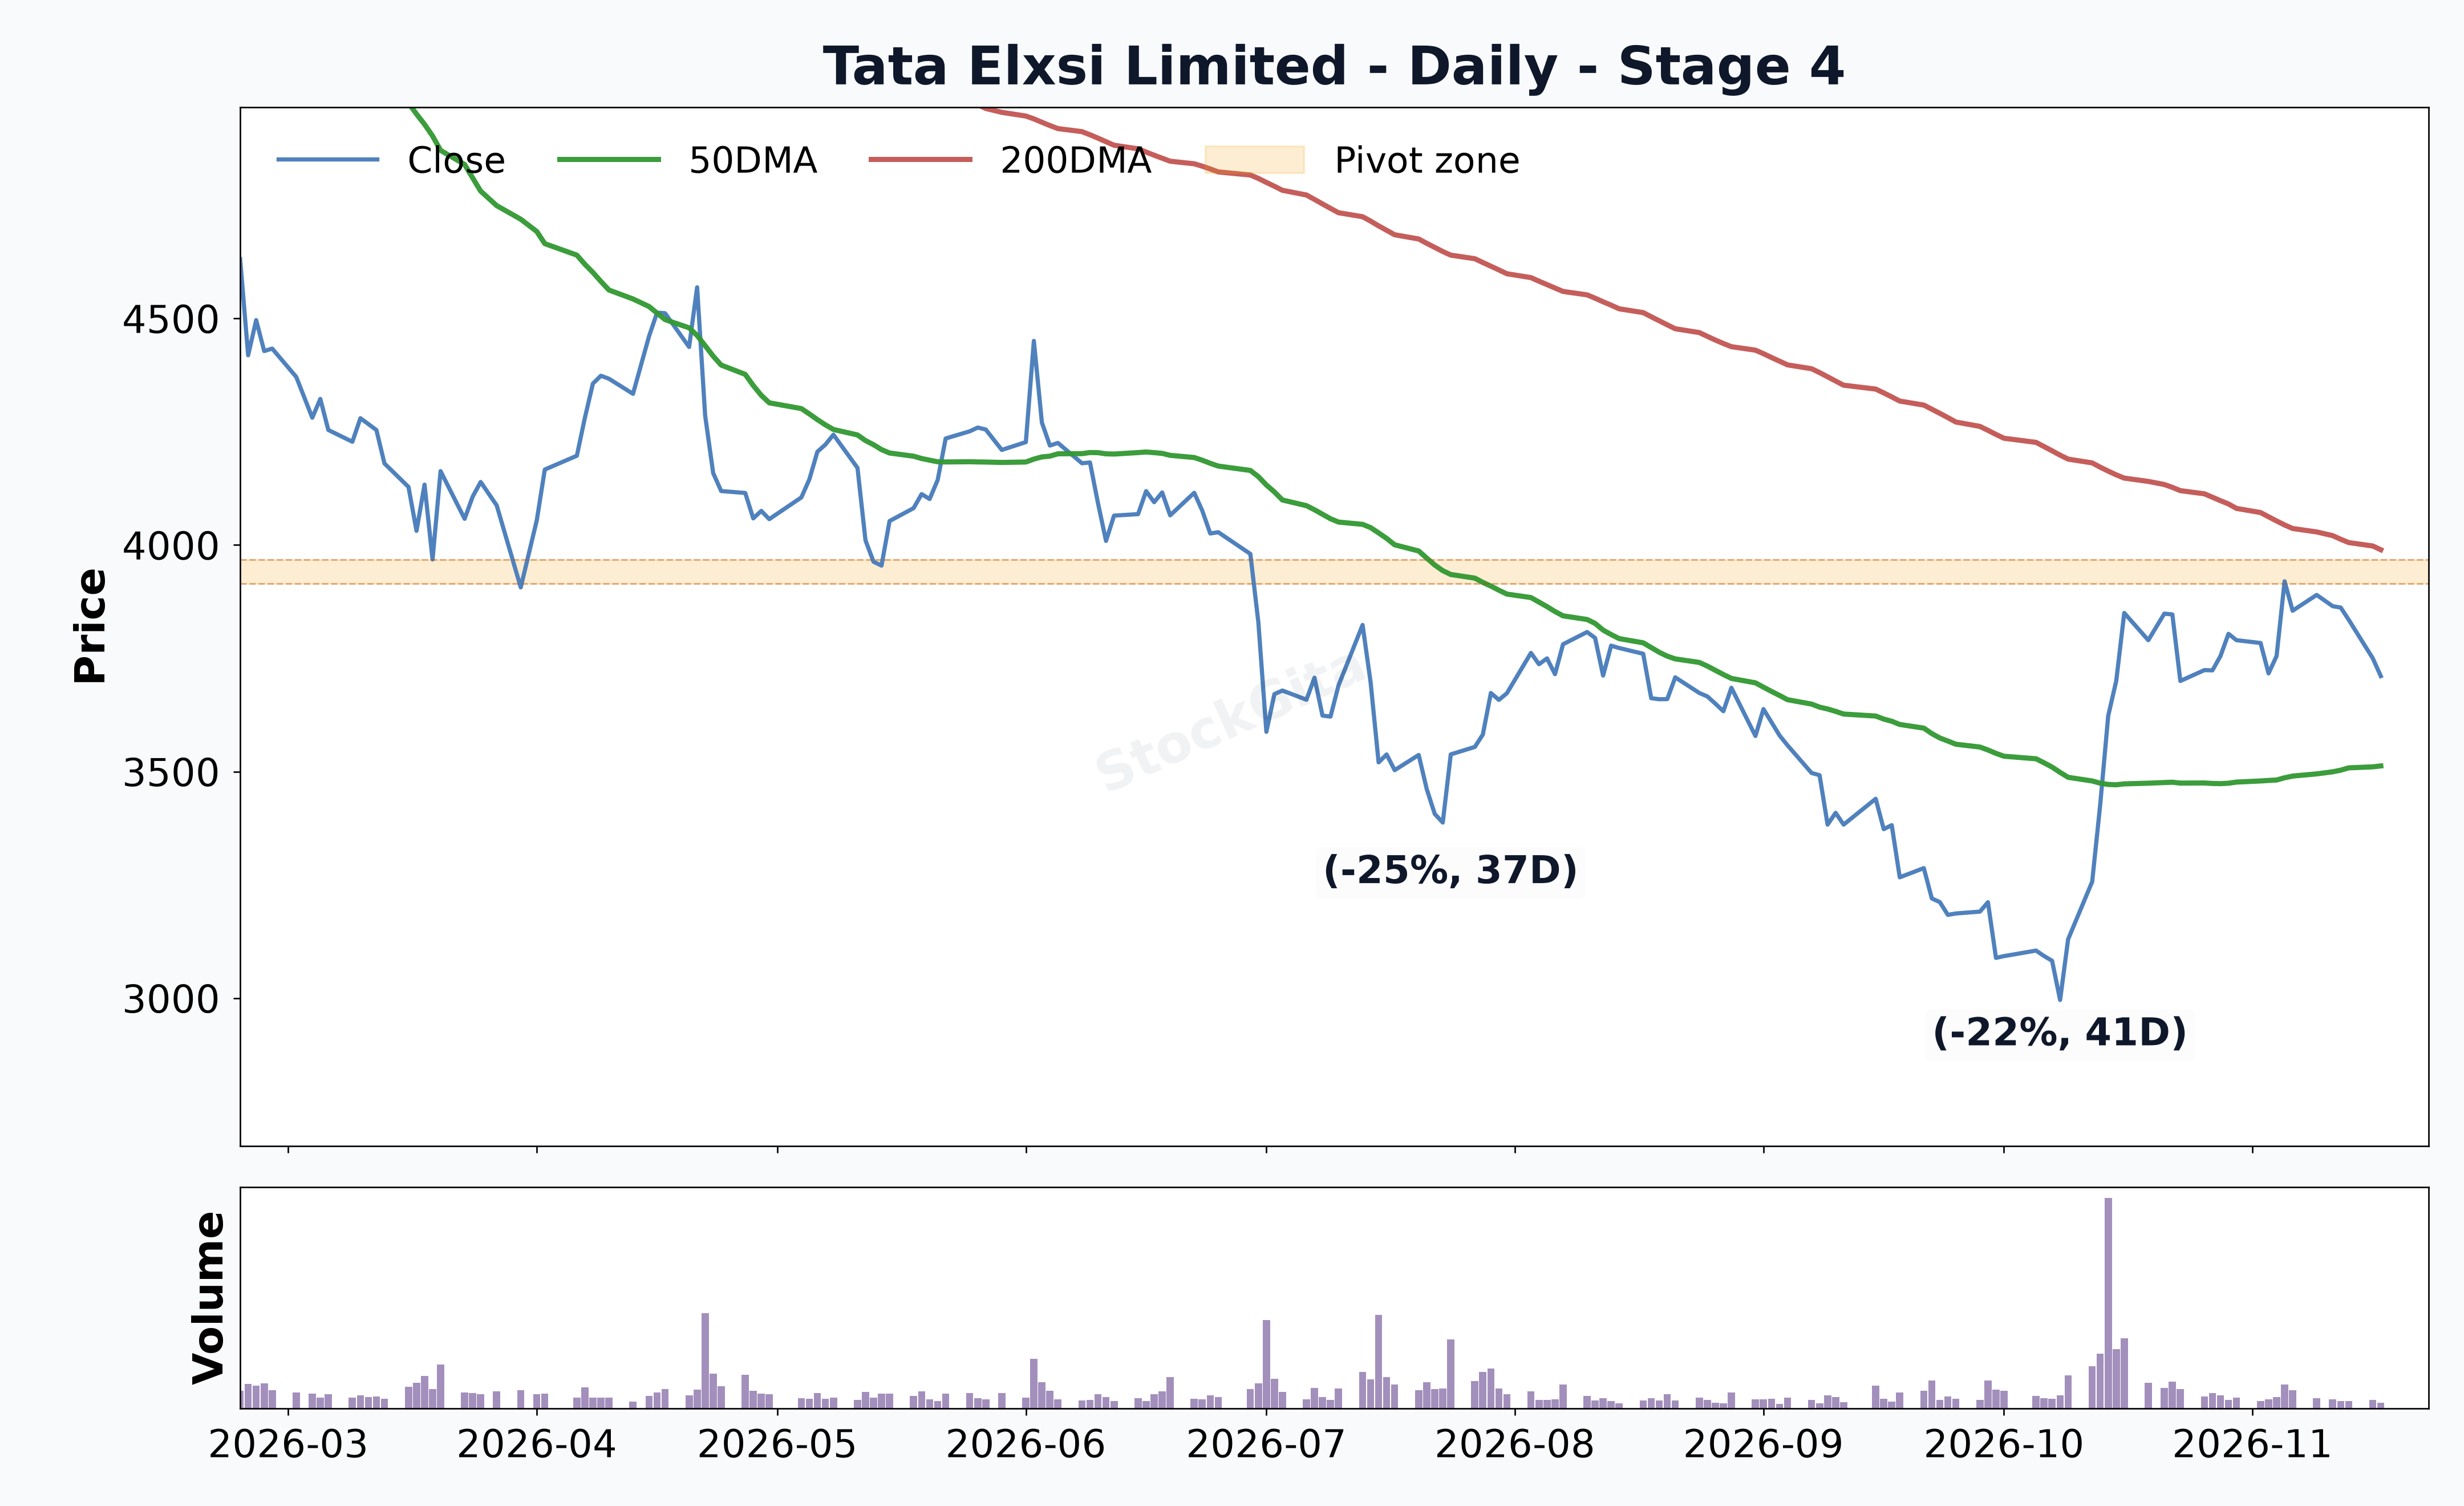 Tata Elxsi Limited - Daily - Stage 4
Close 50DMA 200DMA Pivot zone
4500
4000
3500
3000
Price
StockGita
(-25%, 37D)
(-22%, 41D)
Volume
2026-03 2026-04 2026-05 2026-06 2026-07 2026-08 2026-09 2026-10 2026-11